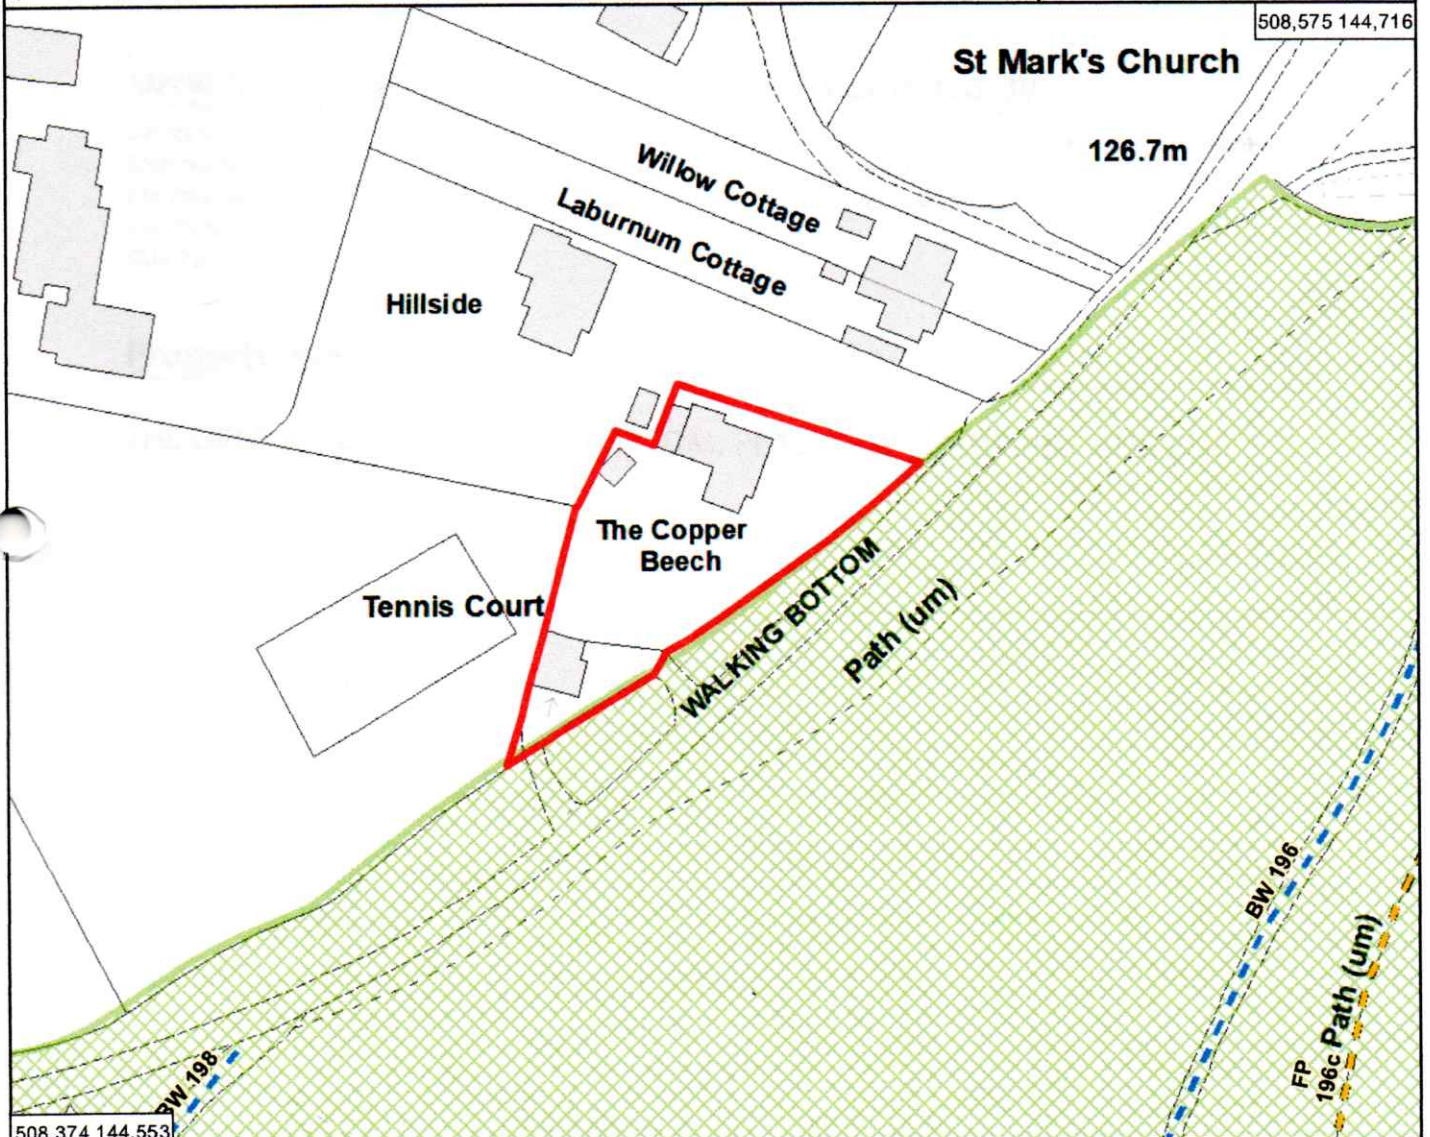 508,575 144,716
St Mark's Church
126.7m
Willow Cottage
Laburnum Cottage
Hillside
The Copper
Beech
Tennis Court
WALKING BOTTOM
Path (um)
BW 196
Path (um)
FP
196c
BW 198
508,374 144,553